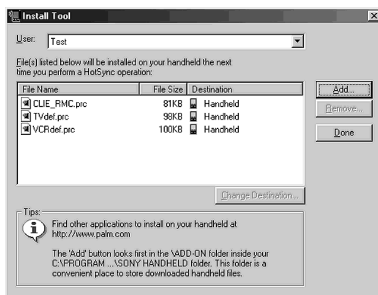 Install Tool
User: Test
File(s) listed below will be installed on your handheld the next
time you perform a HotSync operation:
File Name File Size Destination
CLIE_RMC.prc 81KB Handheld
TVdef.prc 98KB Handheld
VCRdef.prc 100KB Handheld
Add...
Remove...
Done
Change Destination...
Tips:
Find other applications to install on your handheld at
http://www.palm.com
The 'Add' button looks first in the \ADD-ON folder inside your
C:\PROGRAM ...\SONY HANDHELD folder. This folder is a
convenient place to store downloaded handheld files.